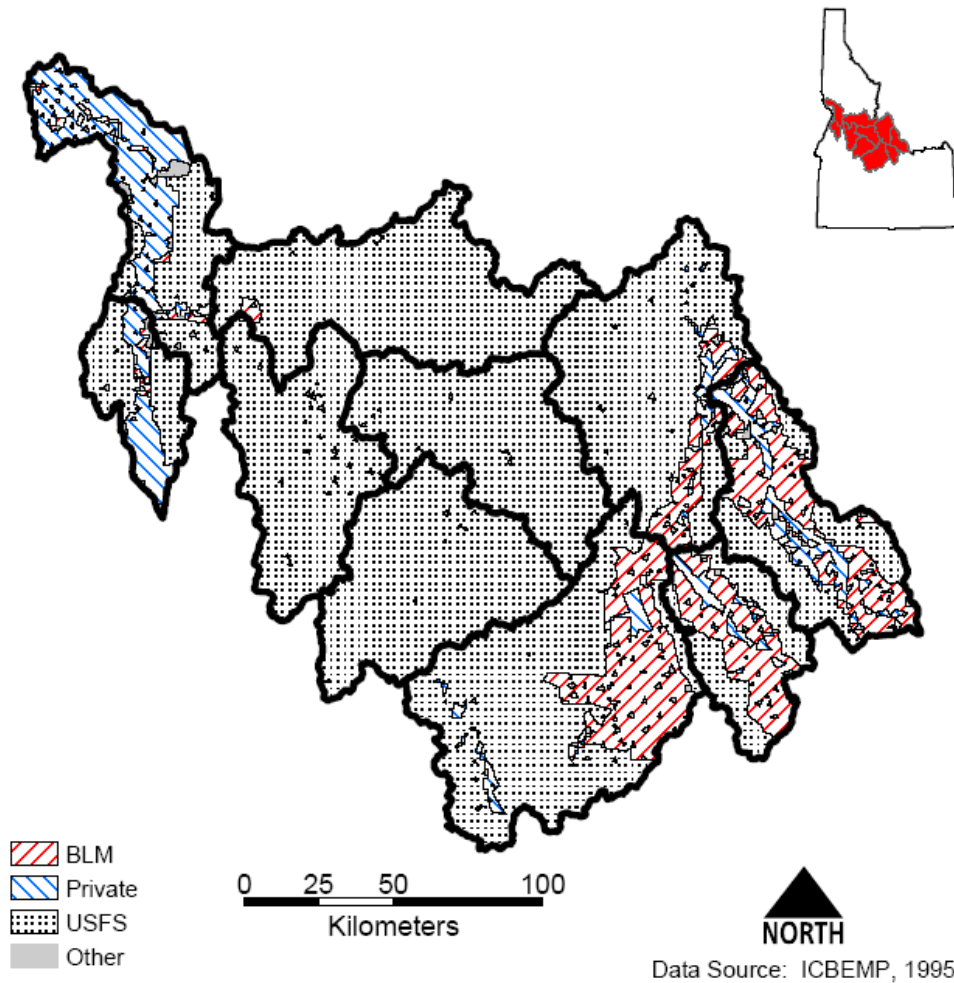 BLM
Private
USFS
Other
0 25 50 100
Kilometers
NORTH
Data Source: ICBEMP, 1995